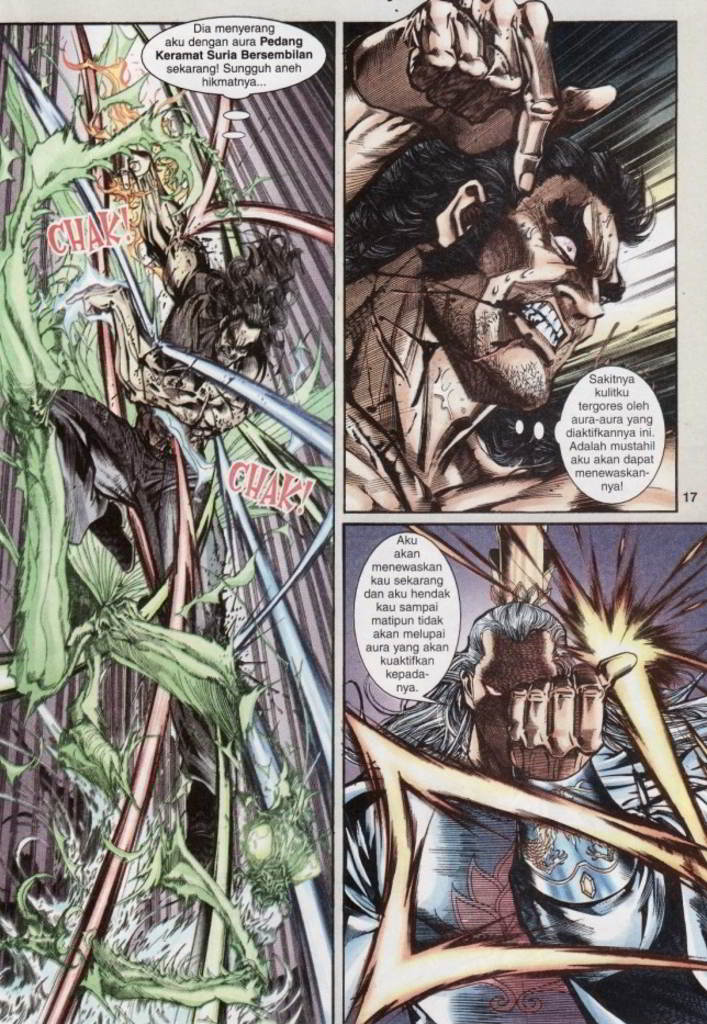 Dia menyerang
aku dengan aura Pedang
Keramat Suria Bersembilan
sekarang! Sungguh aneh
hikmatnya...
CHAK!
CHAK!
Sakitnya
kulitku
tergores oleh
aura-aura yang
diaktifkannya ini.
Adalah mustahil
aku akan dapat
menewaskan-
nya!
17
Aku
akan
menewaskan
kau sekarang
dan aku hendak
kau sampai
matipun tidak
akan melupai
aura yang akan
kuaktifkan
kepada-
nya.